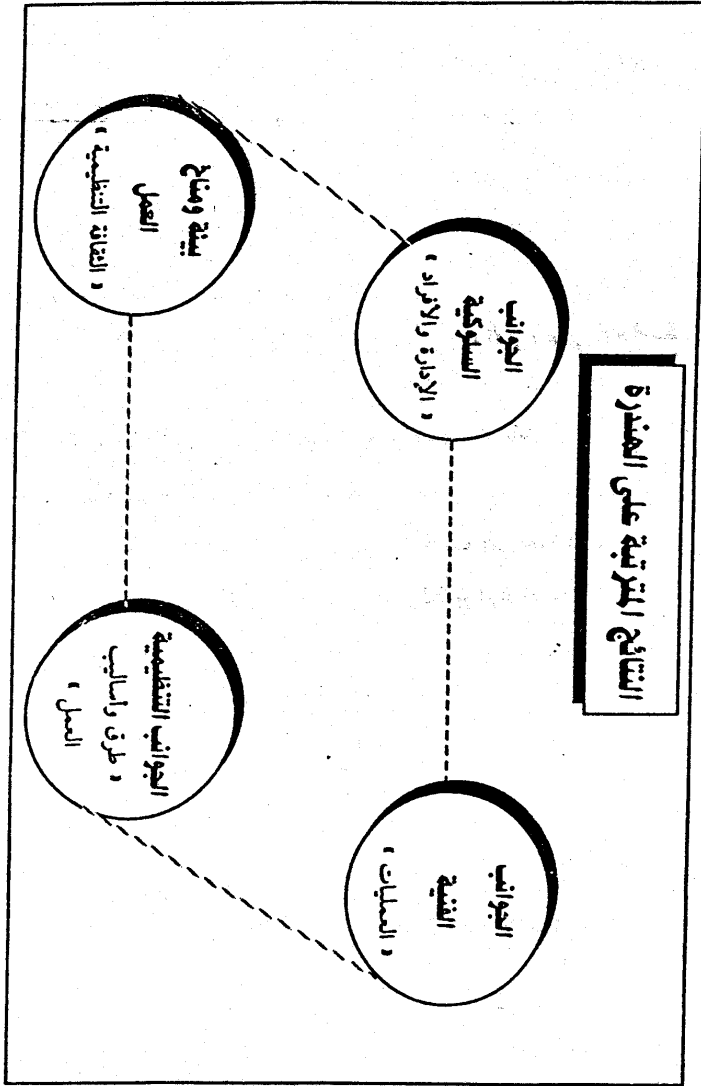 النتائج المترتبة على الهندرة
الجوانب
الفنية
« العمليات »
الجوانب
السلوكية
« الإدارة والافراد »
الجوانب التنظيمية
« طرق وأساليب
العمل »
بيئة ومناخ
العمل
« الثقافة التنظيمية »